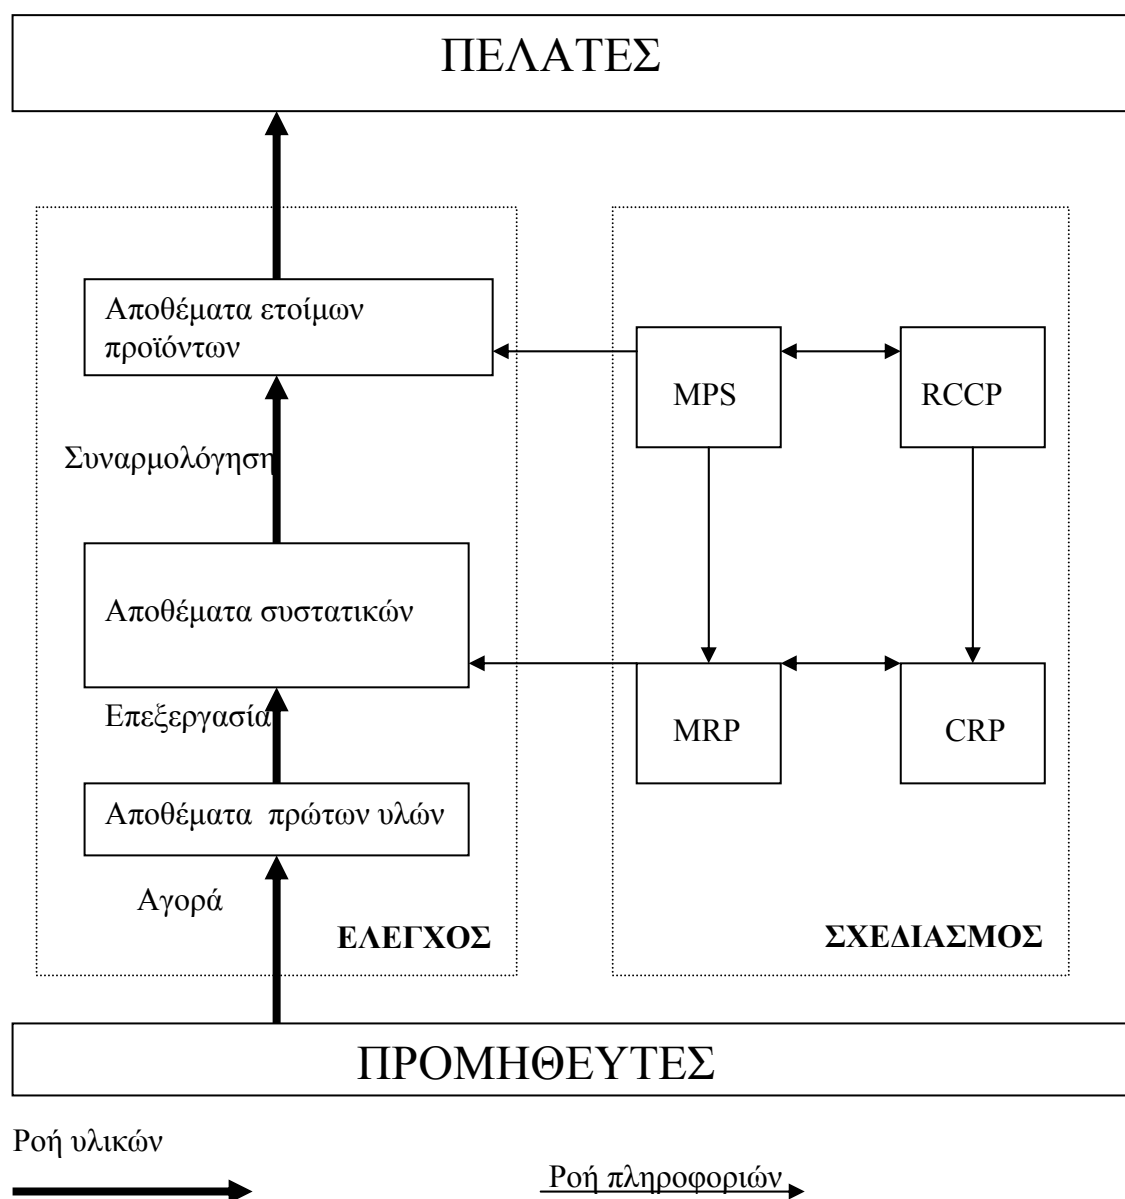 ΠΕΛΑΤΕΣ
Αποθέματα ετοίμων
προϊόντων
MPS
RCCP
Συναρμολόγηση
Αποθέματα συστατικών
Επεξεργασία
MRP
CRP
Αποθέματα πρώτων υλών
Αγορά
ΕΛΕΓΧΟΣ
ΣΧΕΔΙΑΣΜΟΣ
ΠΡΟΜΗΘΕΥΤΕΣ
Ροή υλικών
Ροή πληροφοριών